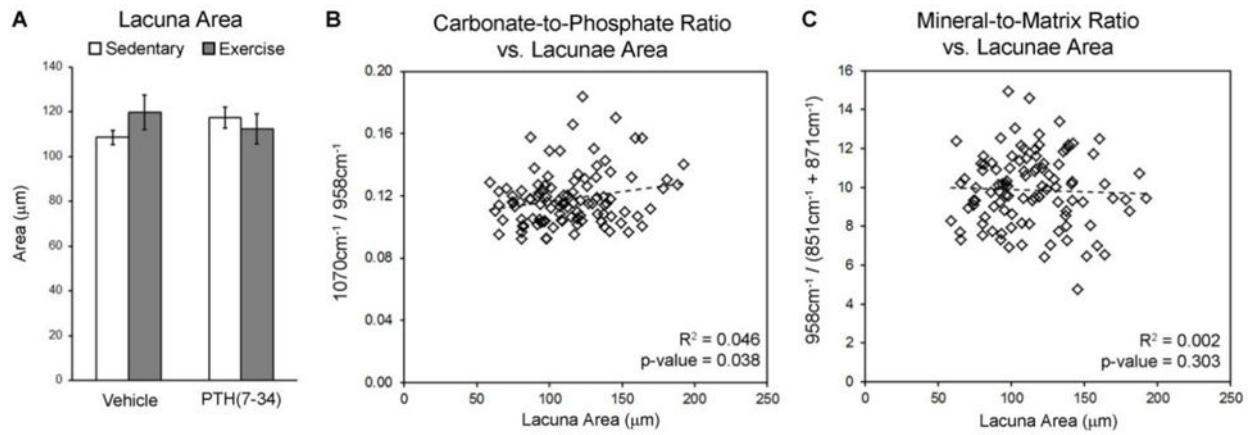 A
Lacuna Area
Sedentary
Exercise
140
120
100
80
60
40
20
0
Area (μm)
Vehicle
PTH(7-34)
B
Carbonate-to-Phosphate Ratio
vs. Lacunae Area
0.20
0.16
0.12
0.08
0.04
0.00
1070cm⁻¹ / 958cm⁻¹
R² = 0.046
p-value = 0.038
0
50
100
150
200
250
Lacuna Area (μm)
C
Mineral-to-Matrix Ratio
vs. Lacunae Area
16
14
12
10
8
6
4
2
0
958cm⁻¹ / (851cm⁻¹ + 871cm⁻¹)
R² = 0.002
p-value = 0.303
0
50
100
150
200
250
Lacuna Area (μm)